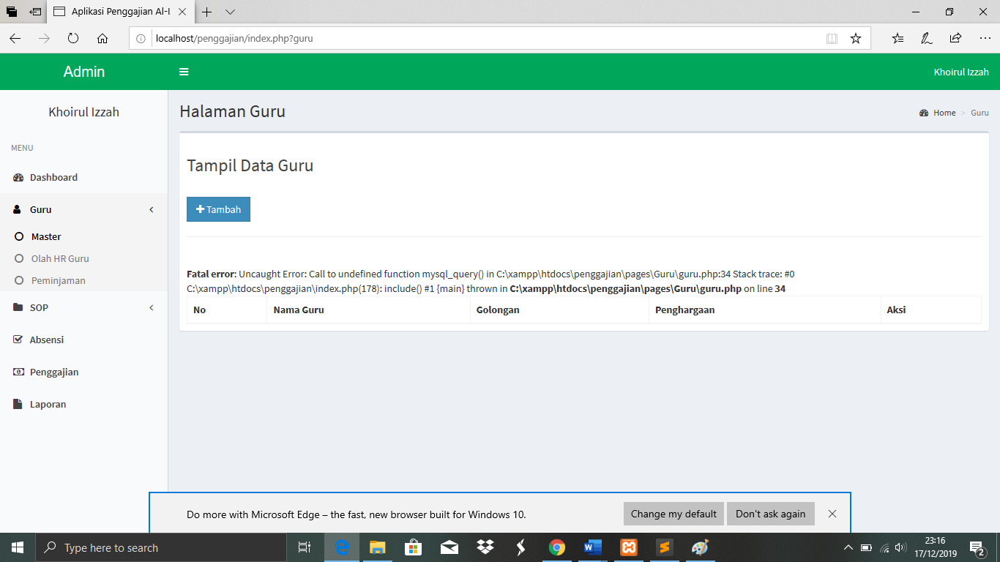 Aplikasi Penggajian Al-I.
localhost/penggajian/index.php?guru
Admin
Khoirul Izzah
Khoirul Izzah
Halaman Guru
Home > Guru
MENU
Tampil Data Guru
Dashboard
Tambah
Guru
Master
Olah HR Guru
Peminjaman
Fatal error: Uncaught Error: Call to undefined function mysql_query() in C:\xampp\htdocs\penggajian\pages\Guru\guru.php:34 Stack trace: #0
C:\xampp\htdocs\penggajian\index.php(178): include() #1 {main} thrown in C:\xampp\htdocs\penggajian\pages\Guru\guru.php on line 34
No Nama Guru Golongan Penghargaan Aksi
SOP
Absensi
Penggajian
Laporan
Do more with Microsoft Edge – the fast, new browser built for Windows 10.
Change my default
Don't ask again
Type here to search
23:16
17/12/2019
2